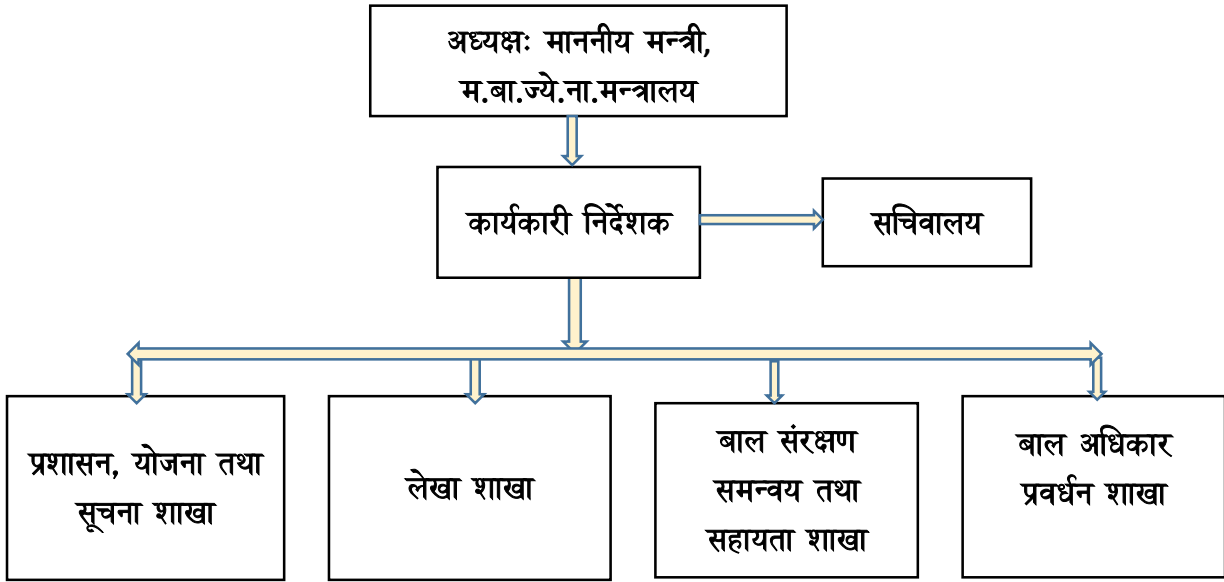 अध्यक्षः माननीय मन्त्री,
म.बा.ज्ये.ना.मन्त्रालय
कार्यकारी निर्देशक
सचिवालय
प्रशासन, योजना तथा
सूचना शाखा
लेखा शाखा
बाल संरक्षण
समन्वय तथा
सहायता शाखा
बाल अधिकार
प्रवर्धन शाखा